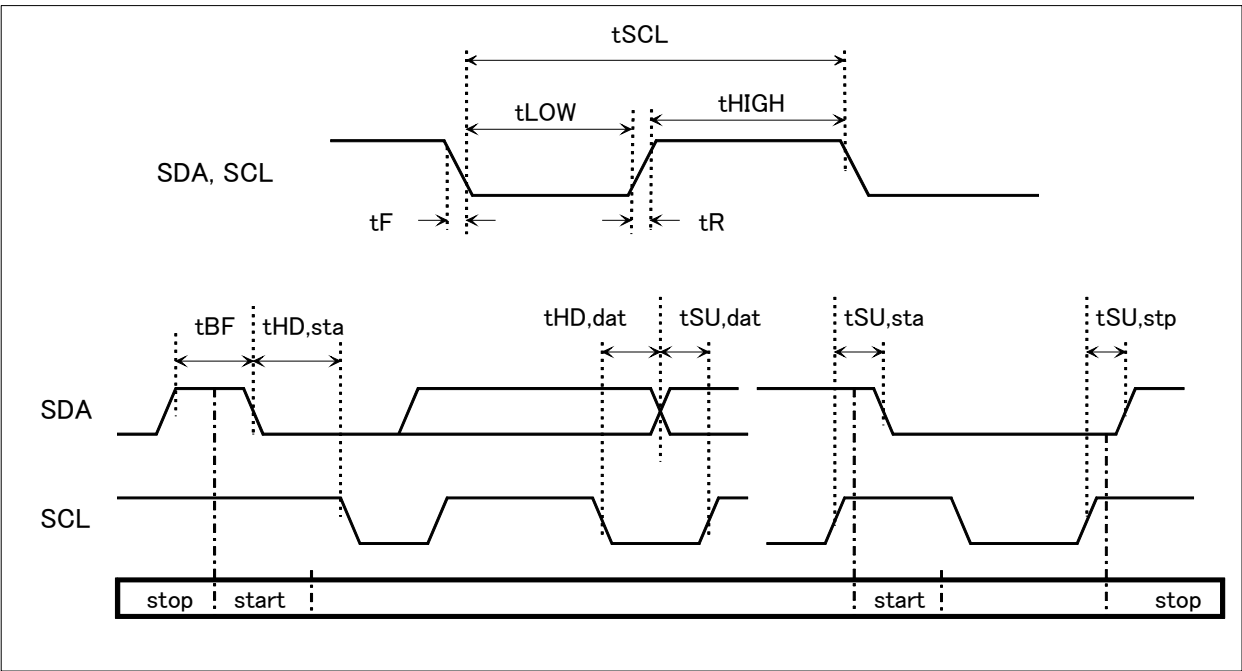 tSCL
tLOW
tHIGH
SDA, SCL
tF
tR
tBF
tHD,sta
tHD,dat
tSU,dat
tSU,sta
tSU,stp
SDA
SCL
stop
start
start
stop